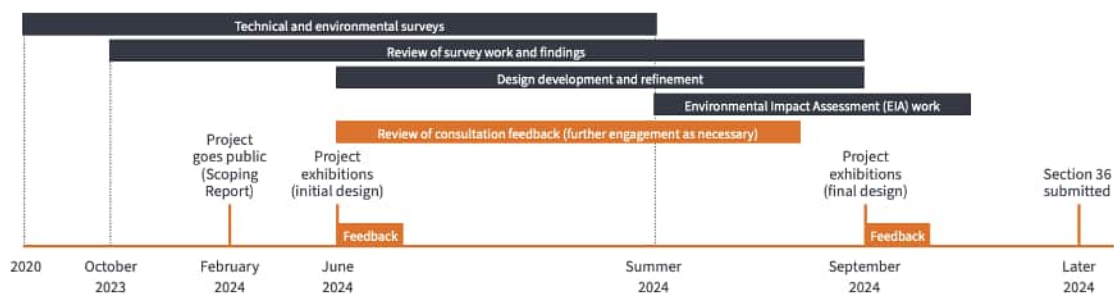 Technical and environmental surveys
Review of survey work and findings
Design development and refinement
Environmental Impact Assessment (EIA) work
Review of consultation feedback (further engagement as necessary)
Project
goes public
(Scoping
Report)
Project
exhibitions
(initial design)
Project
exhibitions
(final design)
Section 36
submitted
Feedback
Feedback
2020
October
2023
February
2024
June
2024
Summer
2024
September
2024
Later
2024